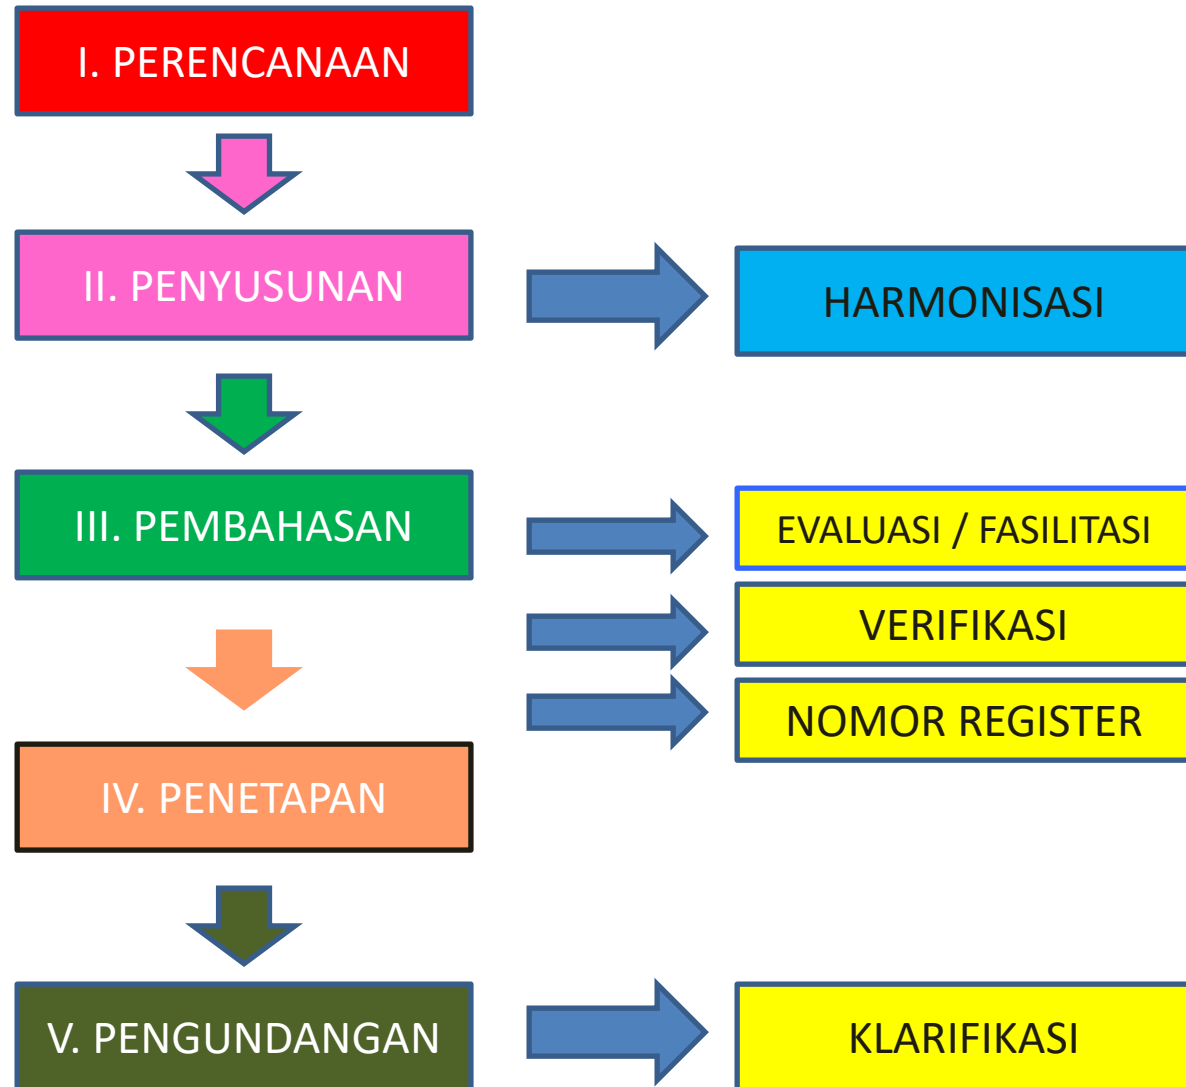 I. PERENCANAAN
II. PENYUSUNAN
HARMONISASI
III. PEMBAHASAN
EVALUASI / FASILITASI
VERIFIKASI
NOMOR REGISTER
IV. PENETAPAN
V. PENGUNDANGAN
KLARIFIKASI